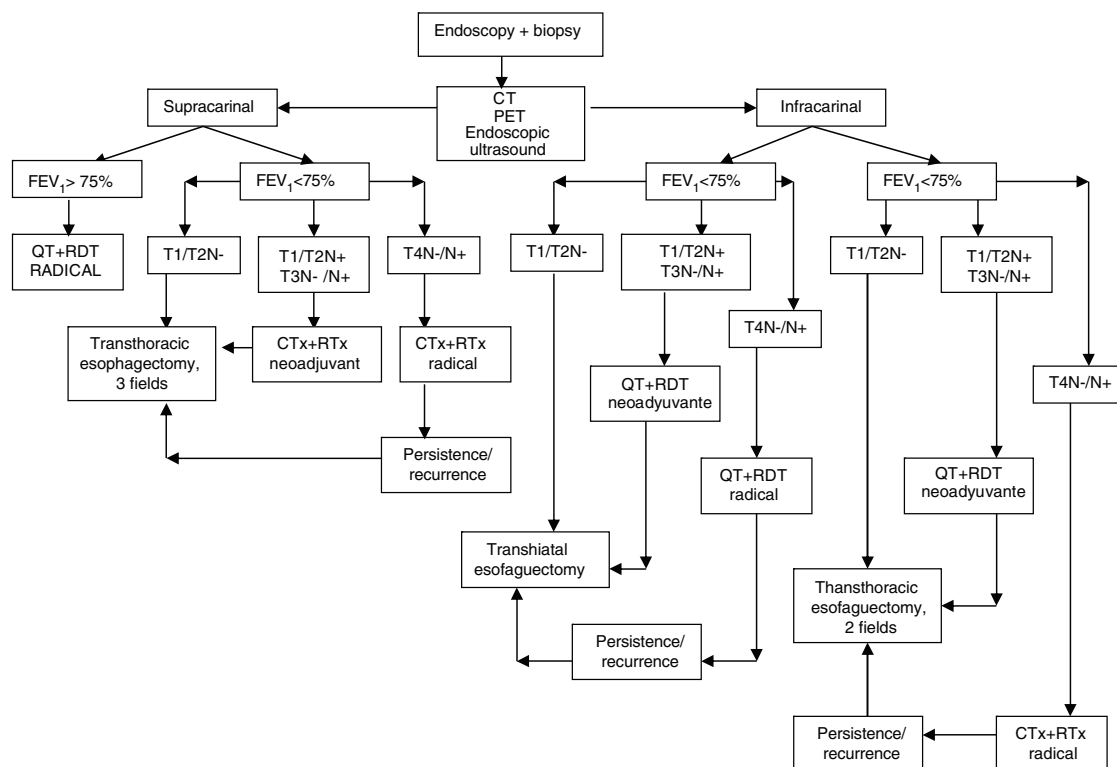 Endoscopy + biopsy
CT
PET
Endoscopic
ultrasound
Supracarinal
Infracarinal
FEV₁> 75%
FEV₁<75%
FEV₁<75%
FEV₁<75%
QT+RDT
RADICAL
T1/T2N-
T1/T2N+
T3N- /N+
T4N-/N+
T1/T2N-
T1/T2N+
T3N-/N+
T4N-/N+
T1/T2N-
T1/T2N+
T3N-/N+
T4N-/N+
Transthoracic
esophagectomy,
3 fields
CTx+RTx
neoadjuvant
CTx+RTx
radical
Persistence/
recurrence
QT+RDT
neoadyuvante
QT+RDT
radical
Transhiatal
esofaguectomy
Persistence/
recurrence
QT+RDT
neoadyuvante
Thansthoracic
esofaguectomy,
2 fields
Persistence/
recurrence
CTx+RTx
radical